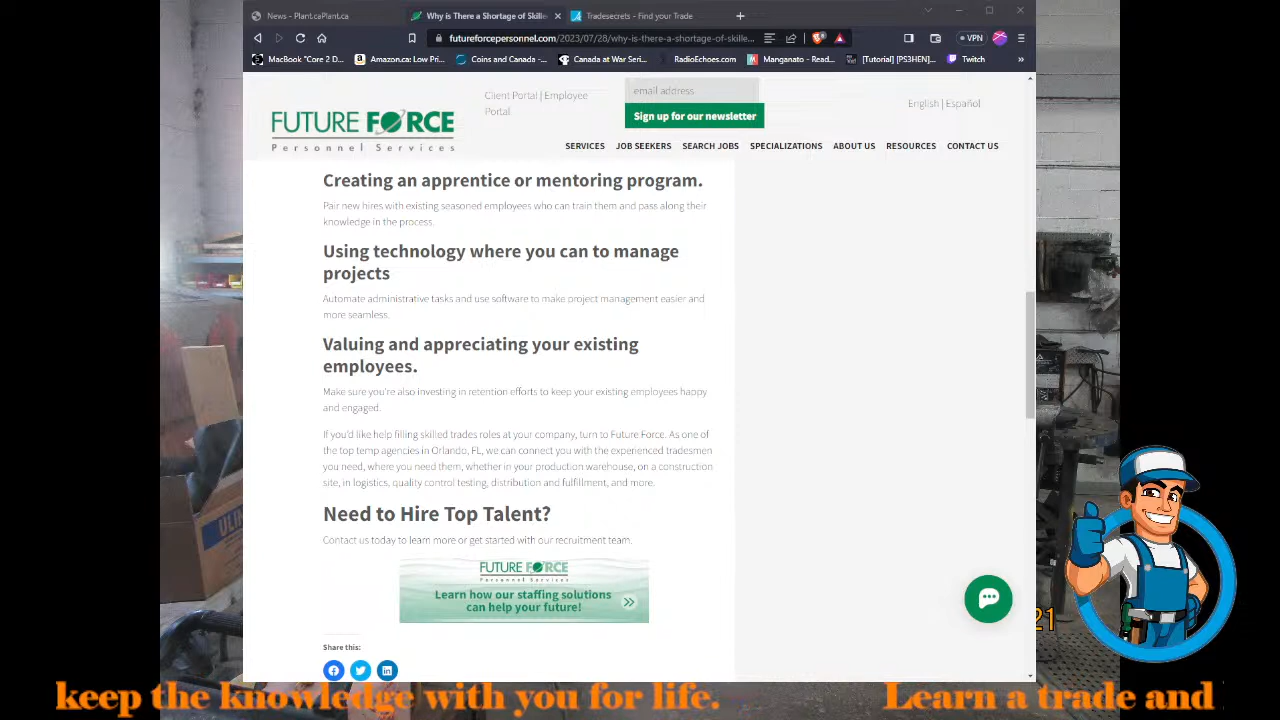 News - Plant.caPlant.ca
Why is There a Shortage of Skille
Tradesecrets - Find your Trade
futureforcepersonnel.com/2023/07/28/why-is-there-a-shortage-of-skille...
VPN
MacBook "Core 2 D...
Amazon.ca: Low Pri...
Coins and Canada -...
Canada at War Seri...
RadioEchoes.com
Manganato - Read...
[Tutorial] [PS3HEN]...
Twitch
Client Portal | Employee
Portal
email address
Sign up for our newsletter
English | Español
FUTURE FORCE
Personnel Services
SERVICES JOB SEEKERS SEARCH JOBS SPECIALIZATIONS ABOUT US RESOURCES CONTACT US
Creating an apprentice or mentoring program.
Pair new hires with existing seasoned employees who can train them and pass along their
knowledge in the process.
Using technology where you can to manage
projects
Automate administrative tasks and use software to make project management easier and
more seamless.
Valuing and appreciating your existing
employees.
Make sure you're also investing in retention efforts to keep your existing employees happy
and engaged.
If you'd like help filling skilled trades roles at your company, turn to Future Force. As one of
the top temp agencies in Orlando, FL, we can connect you with the experienced tradesmen
you need, where you need them, whether in your production warehouse, on a construction
site, in logistics, quality control testing, distribution and fulfillment, and more.
Need to Hire Top Talent?
Contact us today to learn more or get started with our recruitment team.
FUTURE FORCE
Personnel Services
Learn how our staffing solutions
can help your future!
Share this:
21
ULI
keep the knowledge with you for life. Learn a trade and